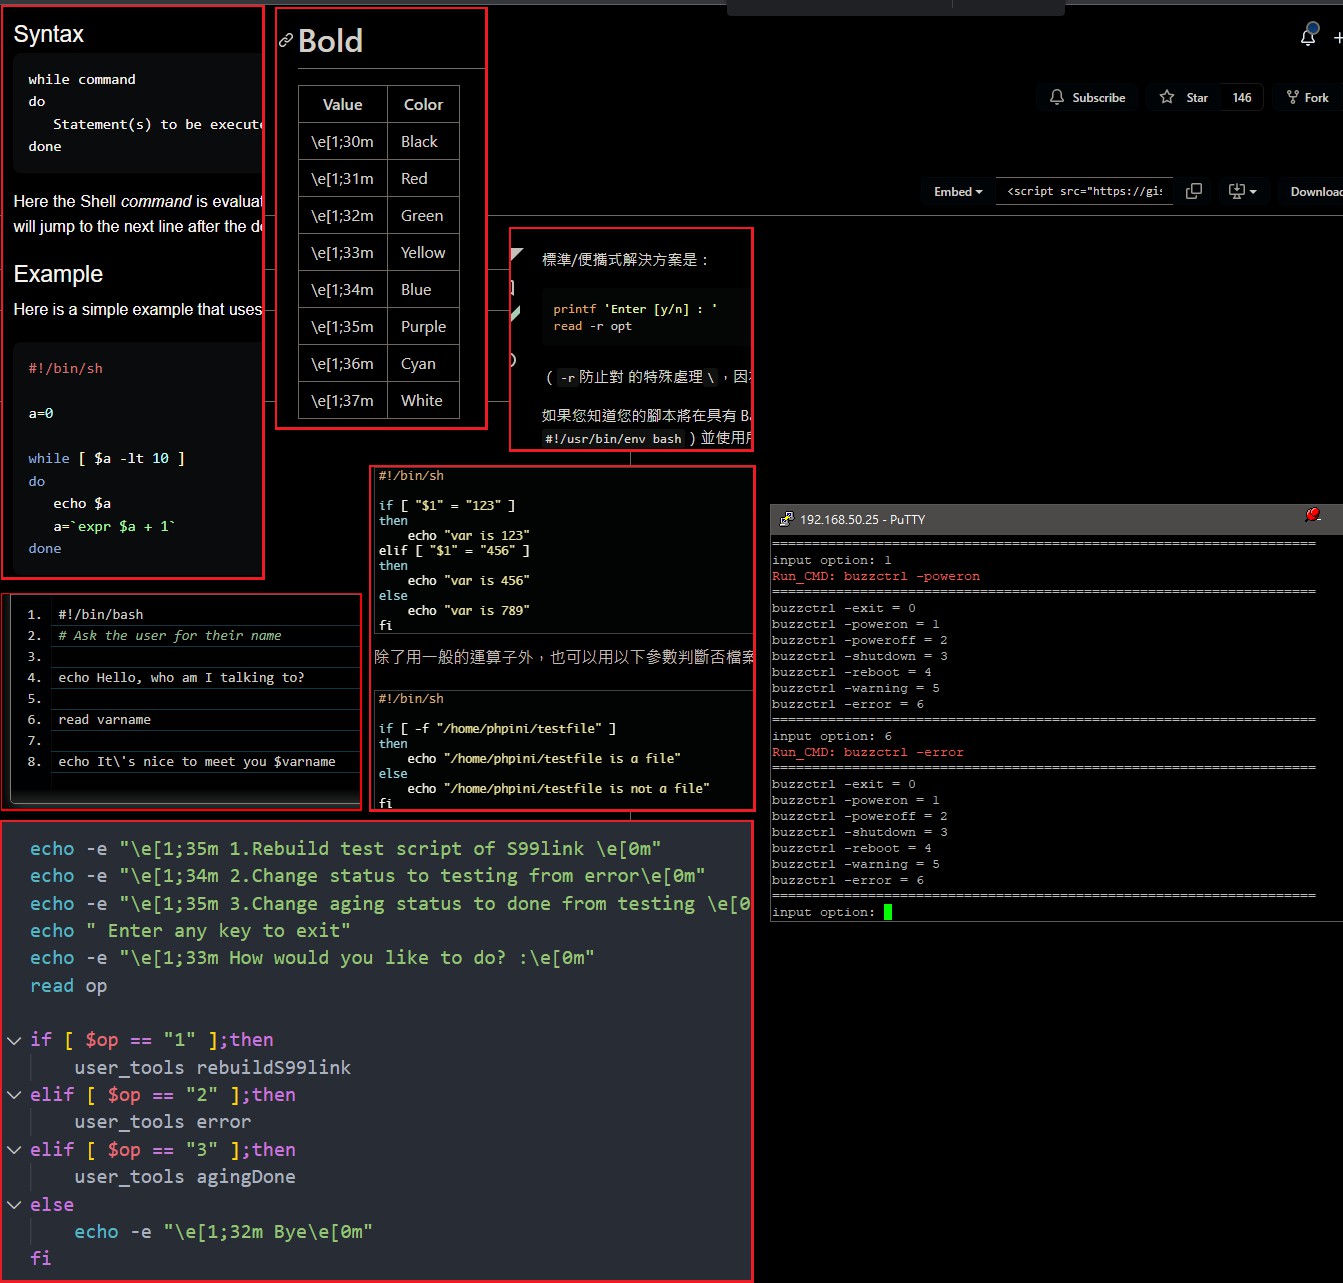 Syntax
while command
do
Statement(s) to be execute
done
Here the Shell command is evaluat
will jump to the next line after the d
Example
Here is a simple example that uses
#!/bin/sh
a=0
while [ $a -lt 10 ]
do
echo $a
a=`expr $a + 1`
done
Bold
Value Color
\e[1;30m Black
\e[1;31m Red
\e[1;32m Green
\e[1;33m Yellow
\e[1;34m Blue
\e[1;35m Purple
\e[1;36m Cyan
\e[1;37m White
Subscribe Star 146 Fork
Embed <script src="https://gis Downloa
標準/便攜式解決方案是：
printf 'Enter [y/n] : '
read -r opt
( -r 防止對 的特殊處理 \ ，因
如果您知道您的腳本將在具有 Ba
#!/usr/bin/env bash ) 並使用
#!/bin/sh
if [ "$1" = "123" ]
then
echo "var is 123"
elif [ "$1" = "456" ]
then
echo "var is 456"
else
echo "var is 789"
fi
除了用一般的運算子外，也可以用以下參數判斷否檔案
#!/bin/sh
if [ -f "/home/phpini/testfile" ]
then
echo "/home/phpini/testfile is a file"
else
echo "/home/phpini/testfile is not a file"
fi
1. #!/bin/bash
2. # Ask the user for their name
3.
4. echo Hello, who am I talking to?
5.
6. read varname
7.
8. echo It\'s nice to meet you $varname
echo -e "\e[1;35m 1.Rebuild test script of S99link \e[0m"
echo -e "\e[1;34m 2.Change status to testing from error\e[0m"
echo -e "\e[1;35m 3.Change aging status to done from testing \e[0
echo " Enter any key to exit"
echo -e "\e[1;33m How would you like to do? :\e[0m"
read op
if [ $op == "1" ];then
user_tools rebuildS99link
elif [ $op == "2" ];then
user_tools error
elif [ $op == "3" ];then
user_tools agingDone
else
echo -e "\e[1;32m Bye\e[0m"
fi
192.168.50.25 - PuTTY
====================================================================
input option: 1
Run_CMD: buzzctrl -poweron
====================================================================
buzzctrl -exit = 0
buzzctrl -poweron = 1
buzzctrl -poweroff = 2
buzzctrl -shutdown = 3
buzzctrl -reboot = 4
buzzctrl -warning = 5
buzzctrl -error = 6
====================================================================
input option: 6
Run_CMD: buzzctrl -error
====================================================================
buzzctrl -exit = 0
buzzctrl -poweron = 1
buzzctrl -poweroff = 2
buzzctrl -shutdown = 3
buzzctrl -reboot = 4
buzzctrl -warning = 5
buzzctrl -error = 6
====================================================================
input option: